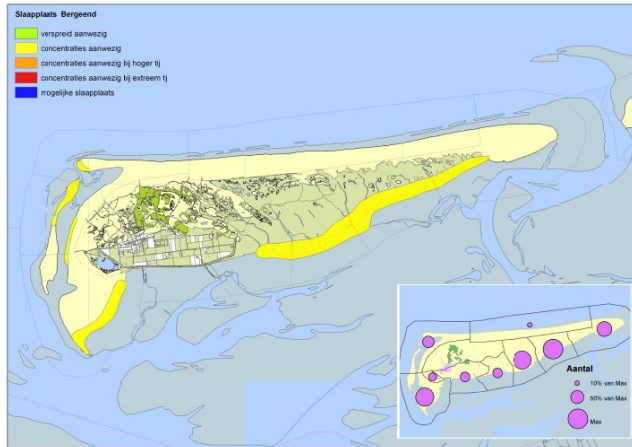 Slaapplaats Bergeend
verspreid aanwezig
concentraties aanwezig
concentraties aanwezig bij hoger tij
concentraties aanwezig bij extreem tj
mogelijke slaapplaats
Aantal
10% van Max
50% van Max
Max